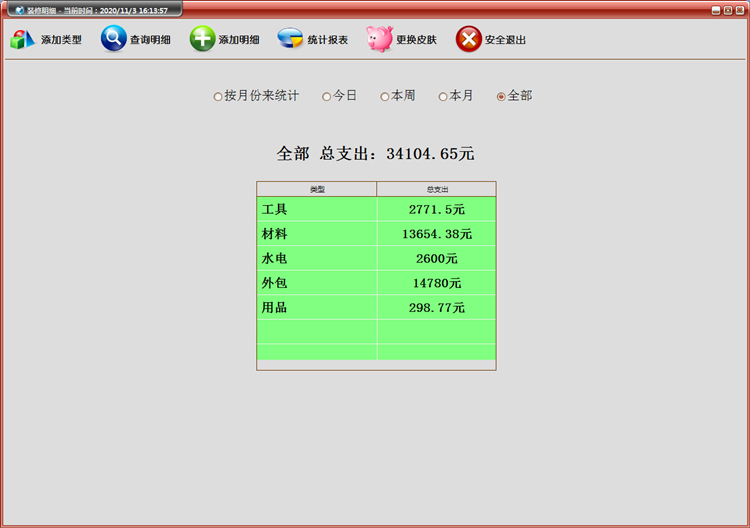 装修明细 - 当前时间：2020/11/3 16:13:57
添加类型 查询明细 添加明细 统计报表 更换皮肤 安全退出
按月份来统计 今日 本周 本月 全部
全部 总支出：34104.65元
类型 总支出
工具 2771.5元
材料 13654.38元
水电 2600元
外包 14780元
用品 298.77元